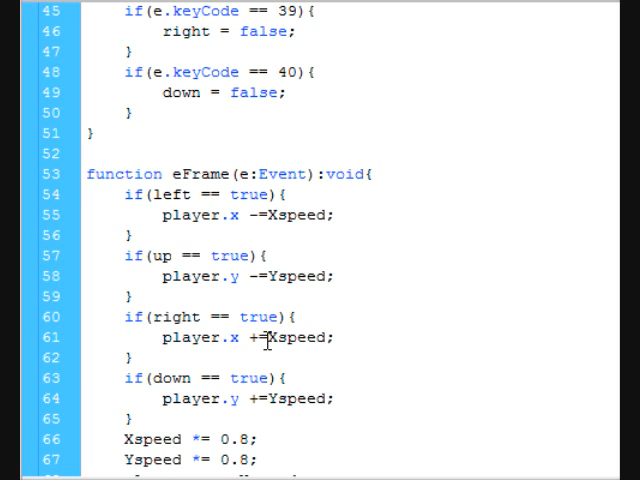 45 if(e.keyCode == 39){
46 right = false;
47 }
48 if(e.keyCode == 40){
49 down = false;
50 }
51 }
52
53 function eFrame(e:Event):void{
54 if(left == true){
55 player.x -=Xspeed;
56 }
57 if(up == true){
58 player.y -=Yspeed;
59 }
60 if(right == true){
61 player.x +=Xspeed;
62 }
63 if(down == true){
64 player.y +=Yspeed;
65 }
66 Xspeed *= 0.8;
67 Yspeed *= 0.8;